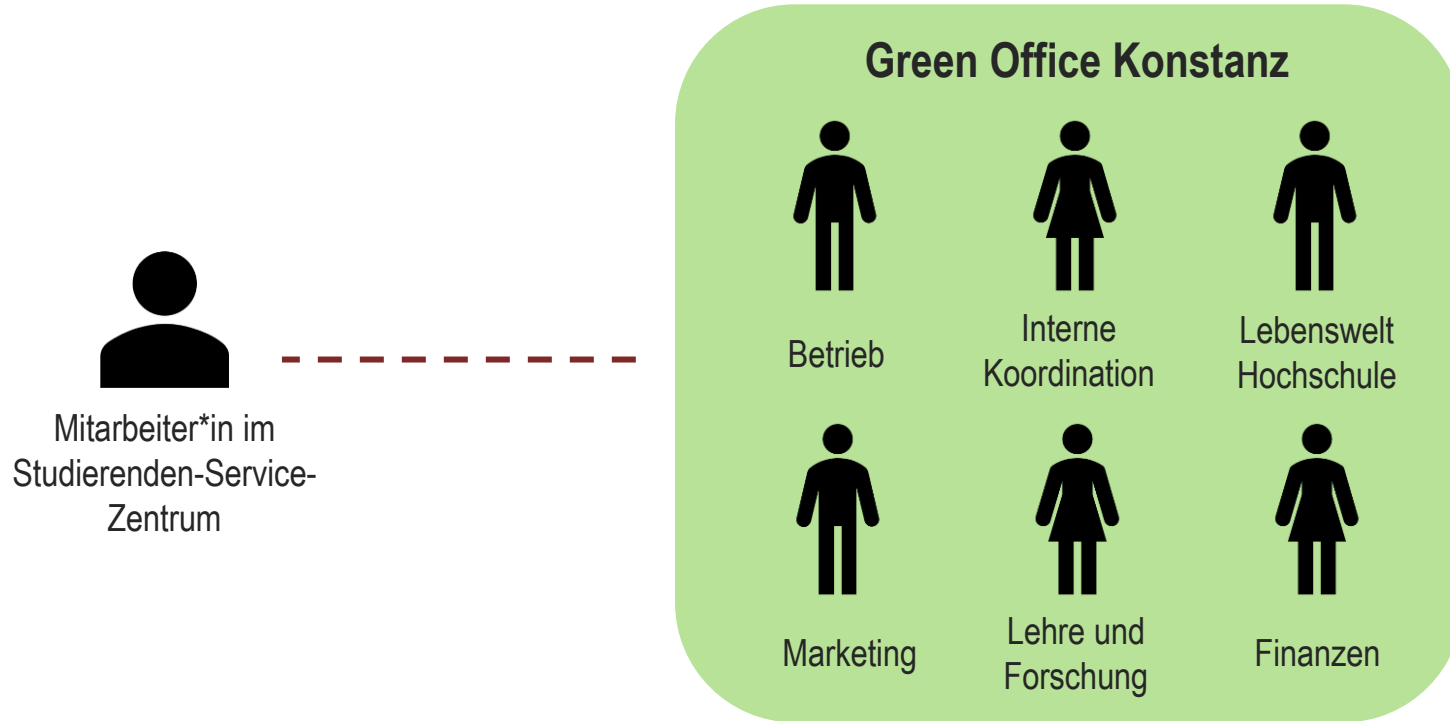 Green Office Konstanz
Betrieb
Interne
Koordination
Lebenswelt
Hochschule
Mitarbeiter*in im
Studierenden-Service-
Zentrum
Marketing
Lehre und
Forschung
Finanzen